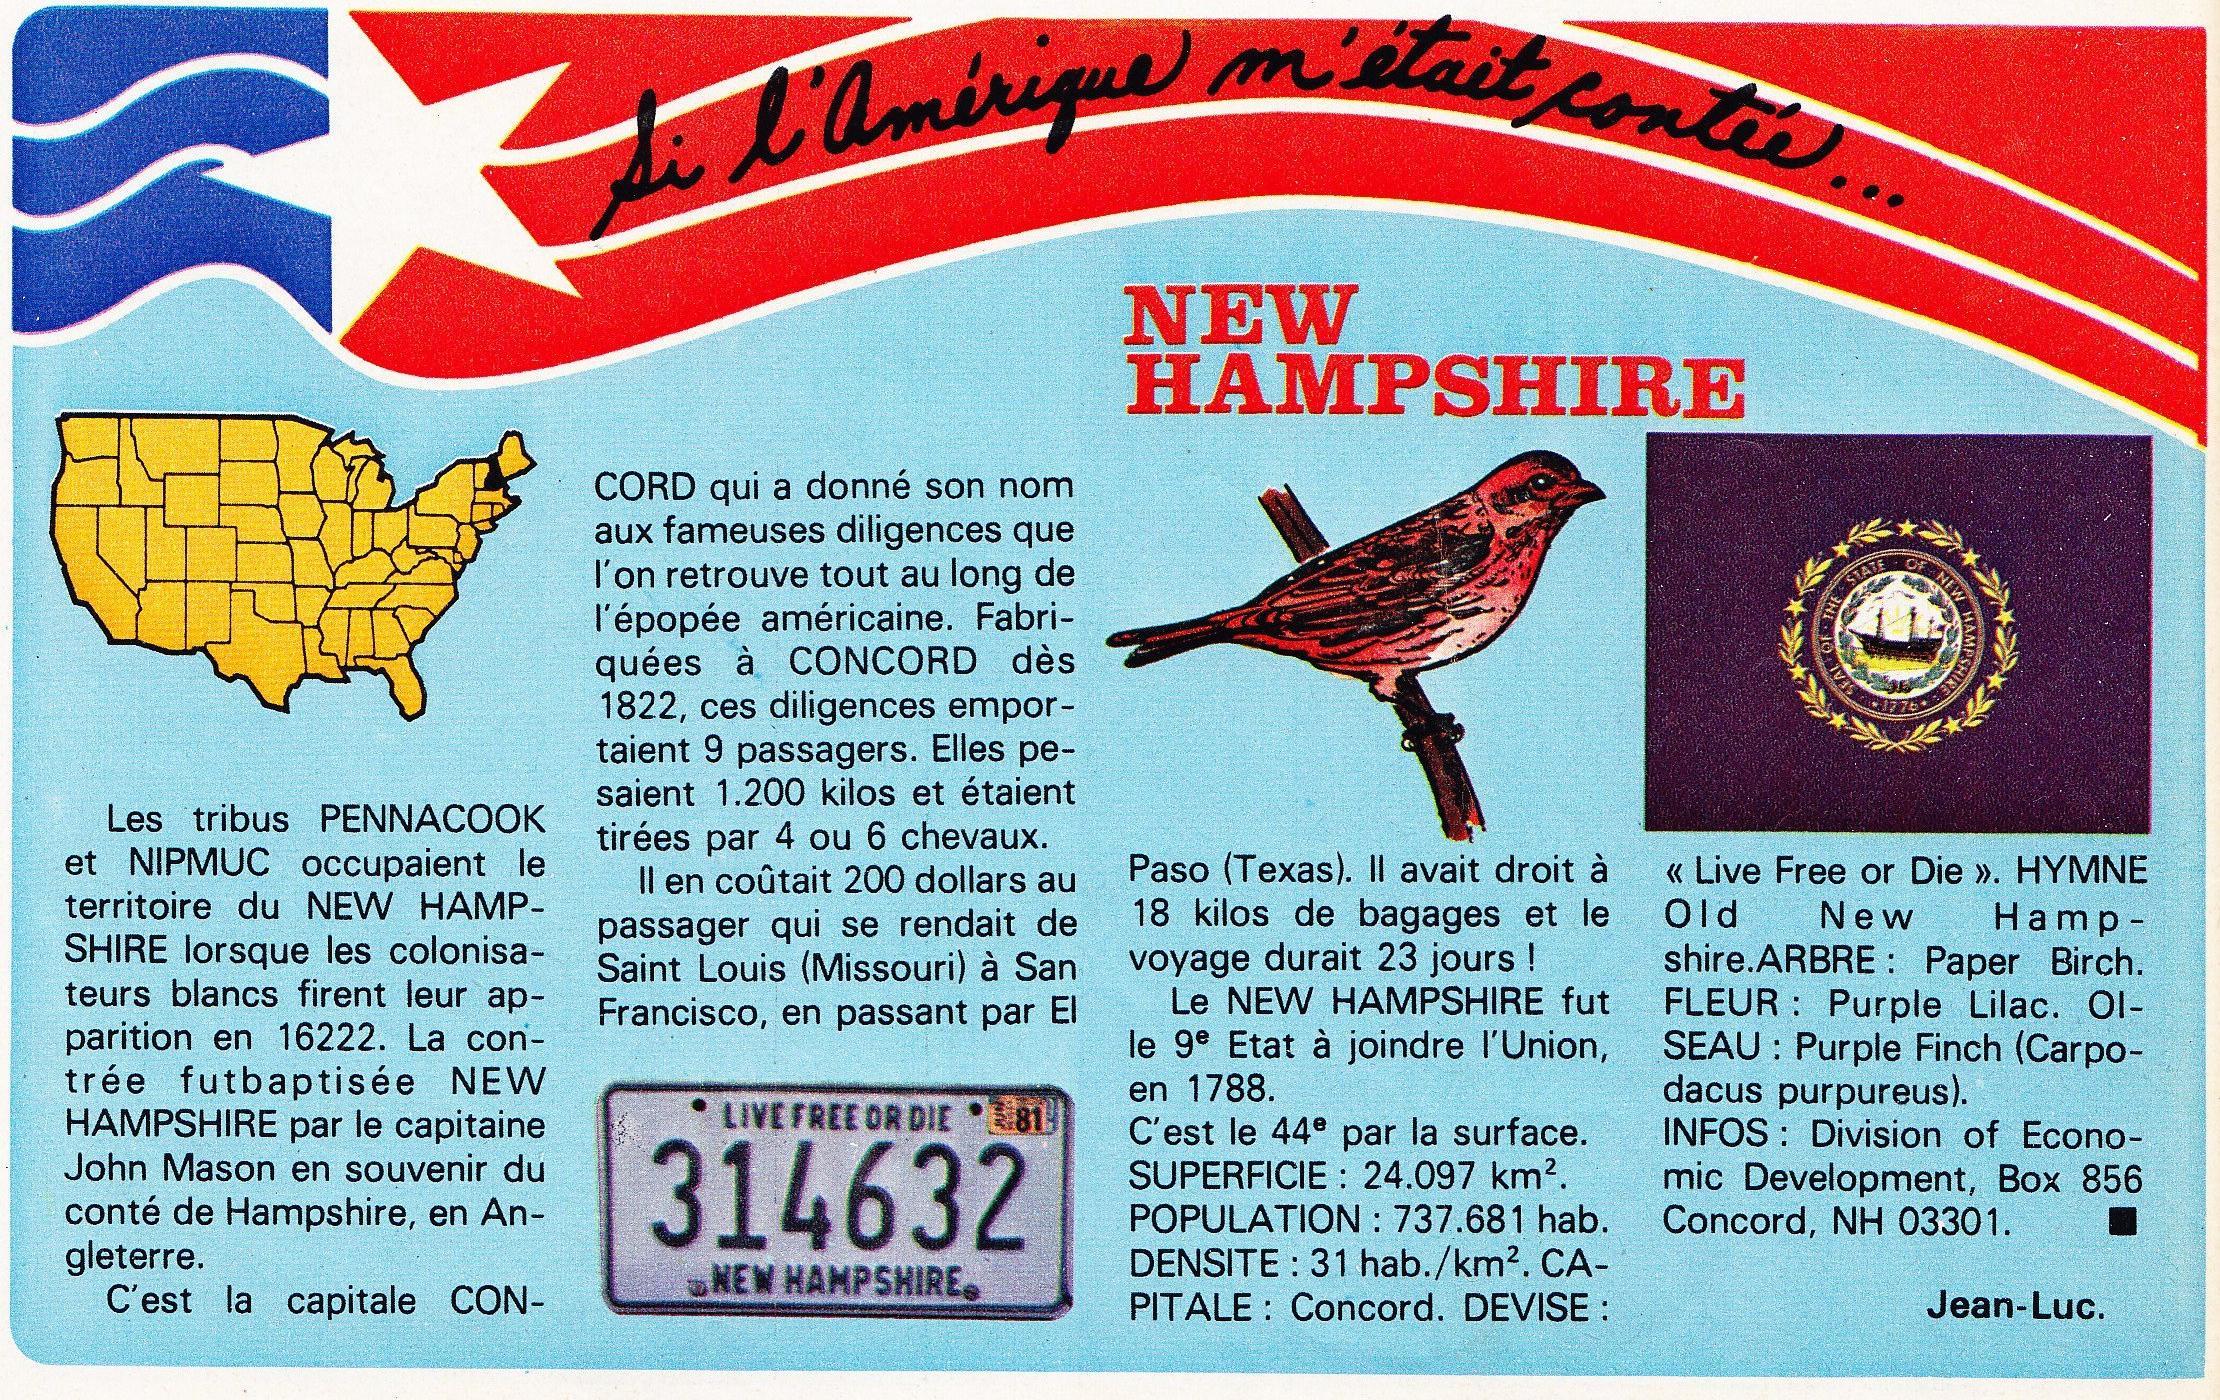 Si l'Amérique m'était contée...
NEW
HAMPSHIRE
Les tribus PENNACOOK
et NIPMUC occupaient le
territoire du NEW HAMP-
SHIRE lorsque les colonisa-
teurs blancs firent leur ap-
parition en 16222. La con-
trée futbaptisée NEW
HAMPSHIRE par le capitaine
John Mason en souvenir du
conté de Hampshire, en An-
gleterre.
C'est la capitale CON-
CORD qui a donné son nom
aux fameuses diligences que
l'on retrouve tout au long de
l'épopée américaine. Fabri-
quées à CONCORD dès
1822, ces diligences empor-
taient 9 passagers. Elles pe-
saient 1.200 kilos et étaient
tirées par 4 ou 6 chevaux.
Il en coûtait 200 dollars au
passager qui se rendait de
Saint Louis (Missouri) à San
Francisco, en passant par El
LIVE FREE OR DIE
81
314632
NEW HAMPSHIRE
Paso (Texas). Il avait droit à
18 kilos de bagages et le
voyage durait 23 jours !
Le NEW HAMPSHIRE fut
le 9e Etat à joindre l'Union,
en 1788.
C'est le 44e par la surface.
SUPERFICIE : 24.097 km².
POPULATION : 737.681 hab.
DENSITE : 31 hab./km². CA-
PITALE : Concord. DEVISE :
SEAL OF THE STATE OF NEW HAMPSHIRE
1776
« Live Free or Die ». HYMNE
Old New Hamp-
shire.ARBRE : Paper Birch.
FLEUR : Purple Lilac. OI-
SEAU : Purple Finch (Carpo-
dacus purpureus).
INFOS : Division of Econo-
mic Development, Box 856
Concord, NH 03301.
Jean-Luc.